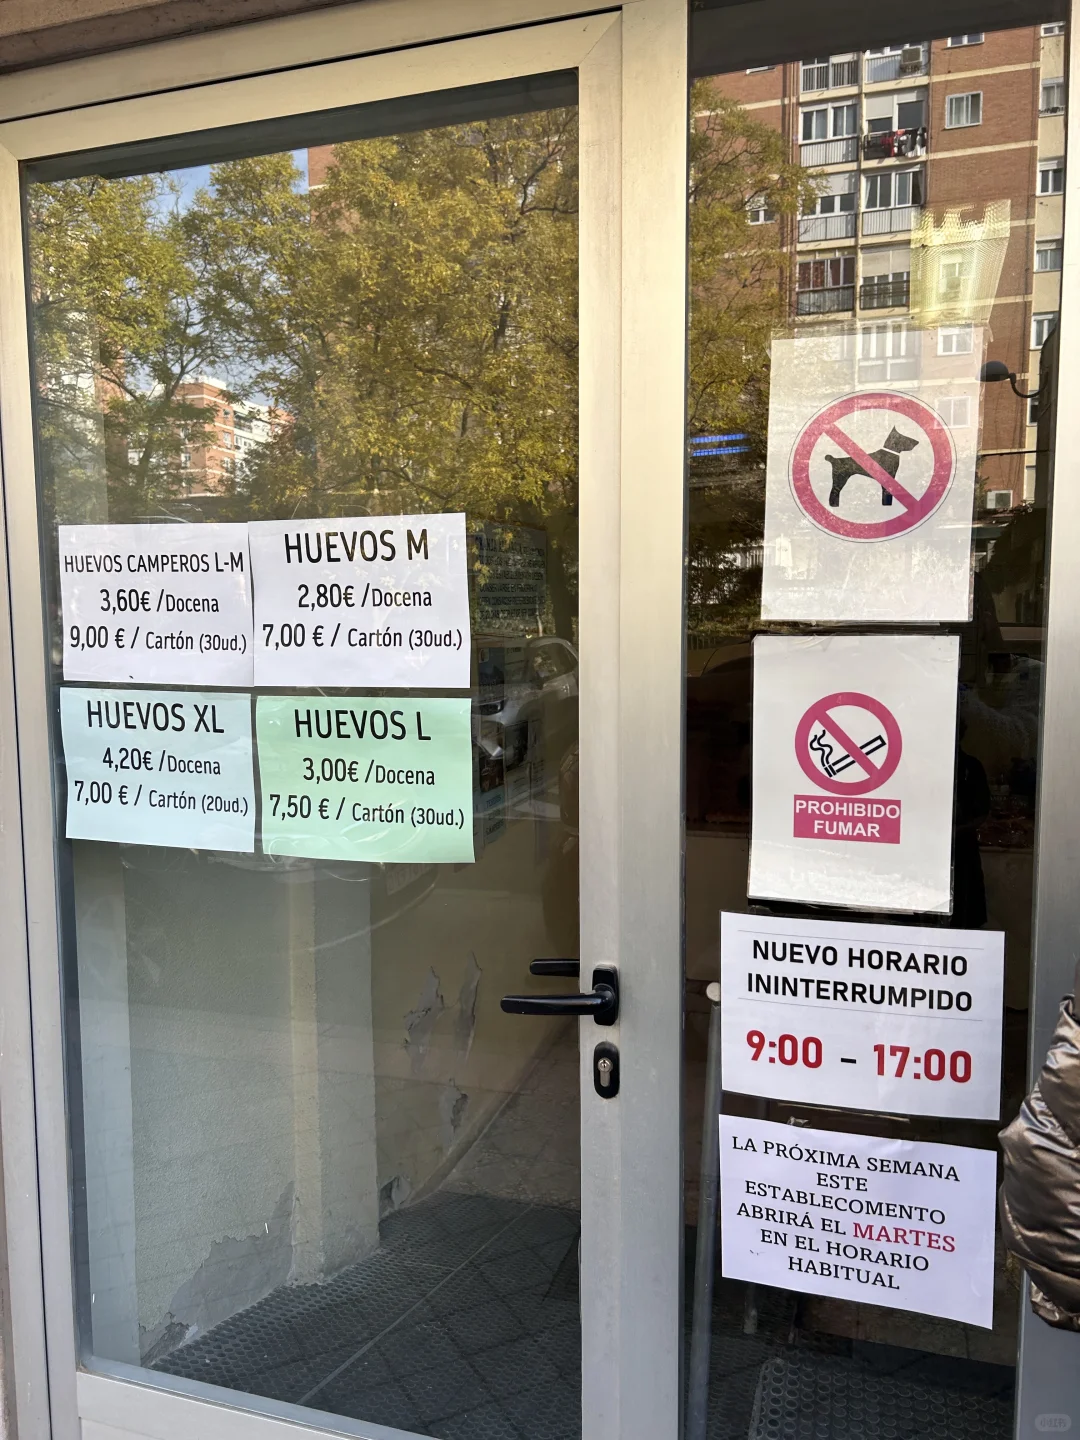 HUEVOS CAMPEROS L-M
3,60€ /Docena
9,00 € / Cartón (30ud.)
HUEVOS M
2,80€ /Docena
7,00 € / Cartón (30ud.)
HUEVOS XL
4,20€ /Docena
7,00 € / Cartón (20ud.)
HUEVOS L
3,00€ /Docena
7,50 € / Cartón (30ud.)
PROHIBIDO
FUMAR
NUEVO HORARIO
ININTERRUMPIDO
9:00 - 17:00
LA PRÓXIMA SEMANA
ESTE
ESTABLECOMENTO
ABRIRÁ EL MARTES
EN EL HORARIO
HABITUAL